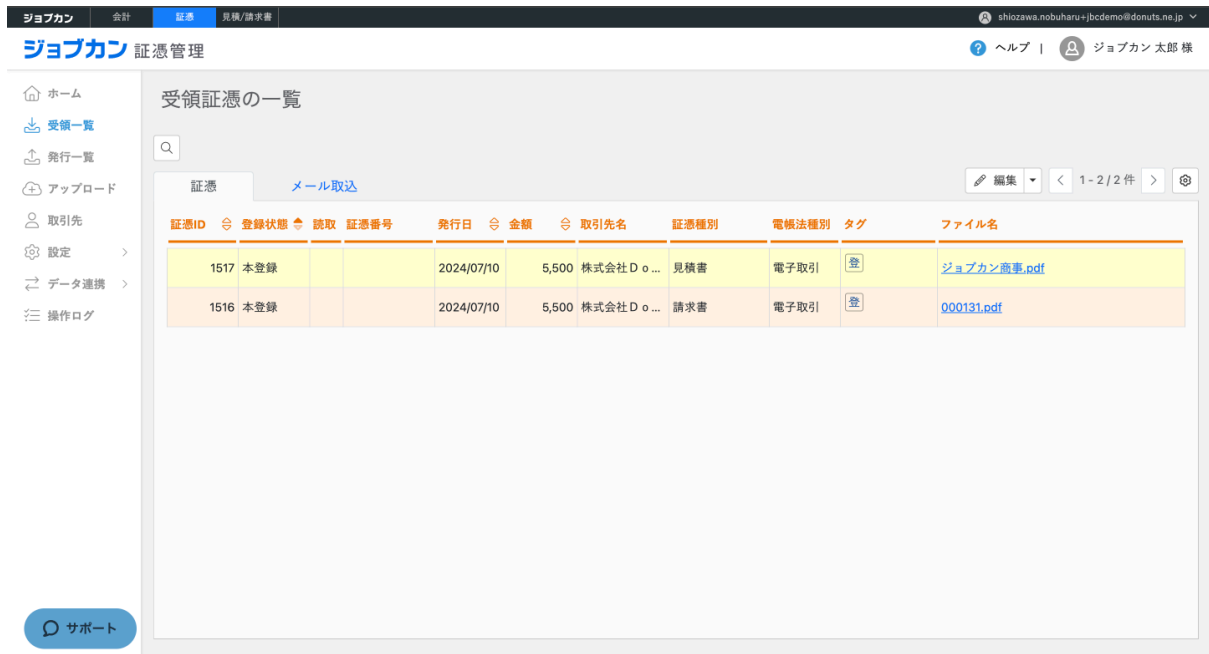 ジョブカン 会計 証憑 見積/請求書 shiozawa.nobuharu+jbcdemo@donuts.ne.jp
ジョブカン 証憑管理 ? ヘルプ | ジョブカン 太郎 様
ホーム
受領一覧
発行一覧
アップロード
取引先
設定
データ連携
操作ログ
サポート
受領証憑の一覧
証憑 メール取込 編集 1 - 2 / 2 件
証憑ID 登録状態 読取 証憑番号 発行日 金額 取引先名 証憑種別 電帳法種別 タグ ファイル名
1517 本登録 2024/07/10 5,500 株式会社Ｄｏ... 見積書 電子取引 登 ジョブカン商事.pdf
1516 本登録 2024/07/10 5,500 株式会社Ｄｏ... 請求書 電子取引 登 000131.pdf